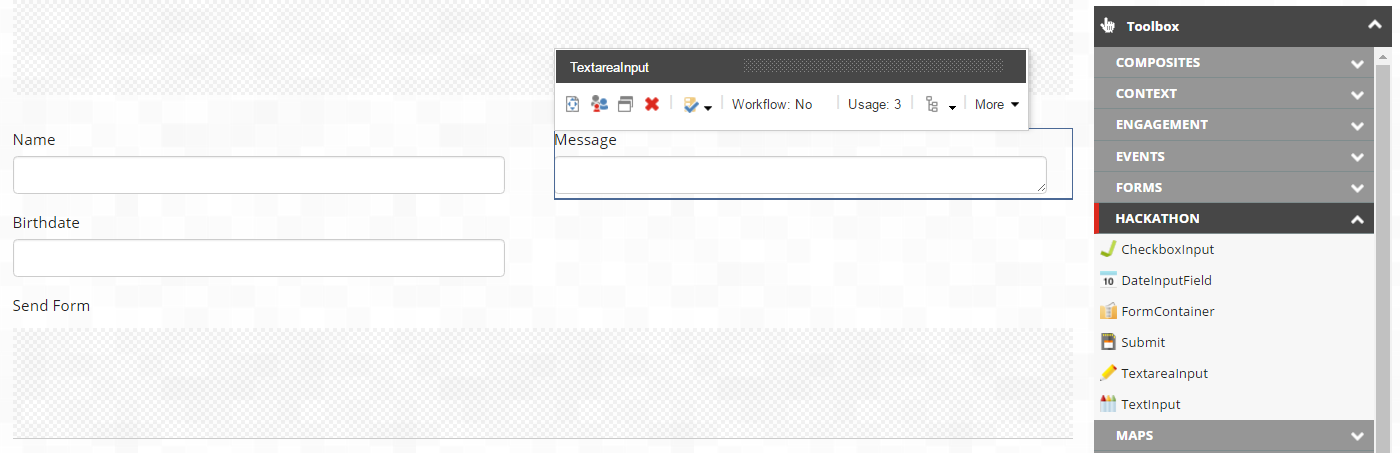 TextareaInput
Workflow: No Usage: 3 More
Name
Message
Birthdate
Send Form
Toolbox
COMPOSITES
CONTEXT
ENGAGEMENT
EVENTS
FORMS
HACKATHON
CheckboxInput
10 DateInputField
FormContainer
Submit
TextareaInput
TextInput
MAPS